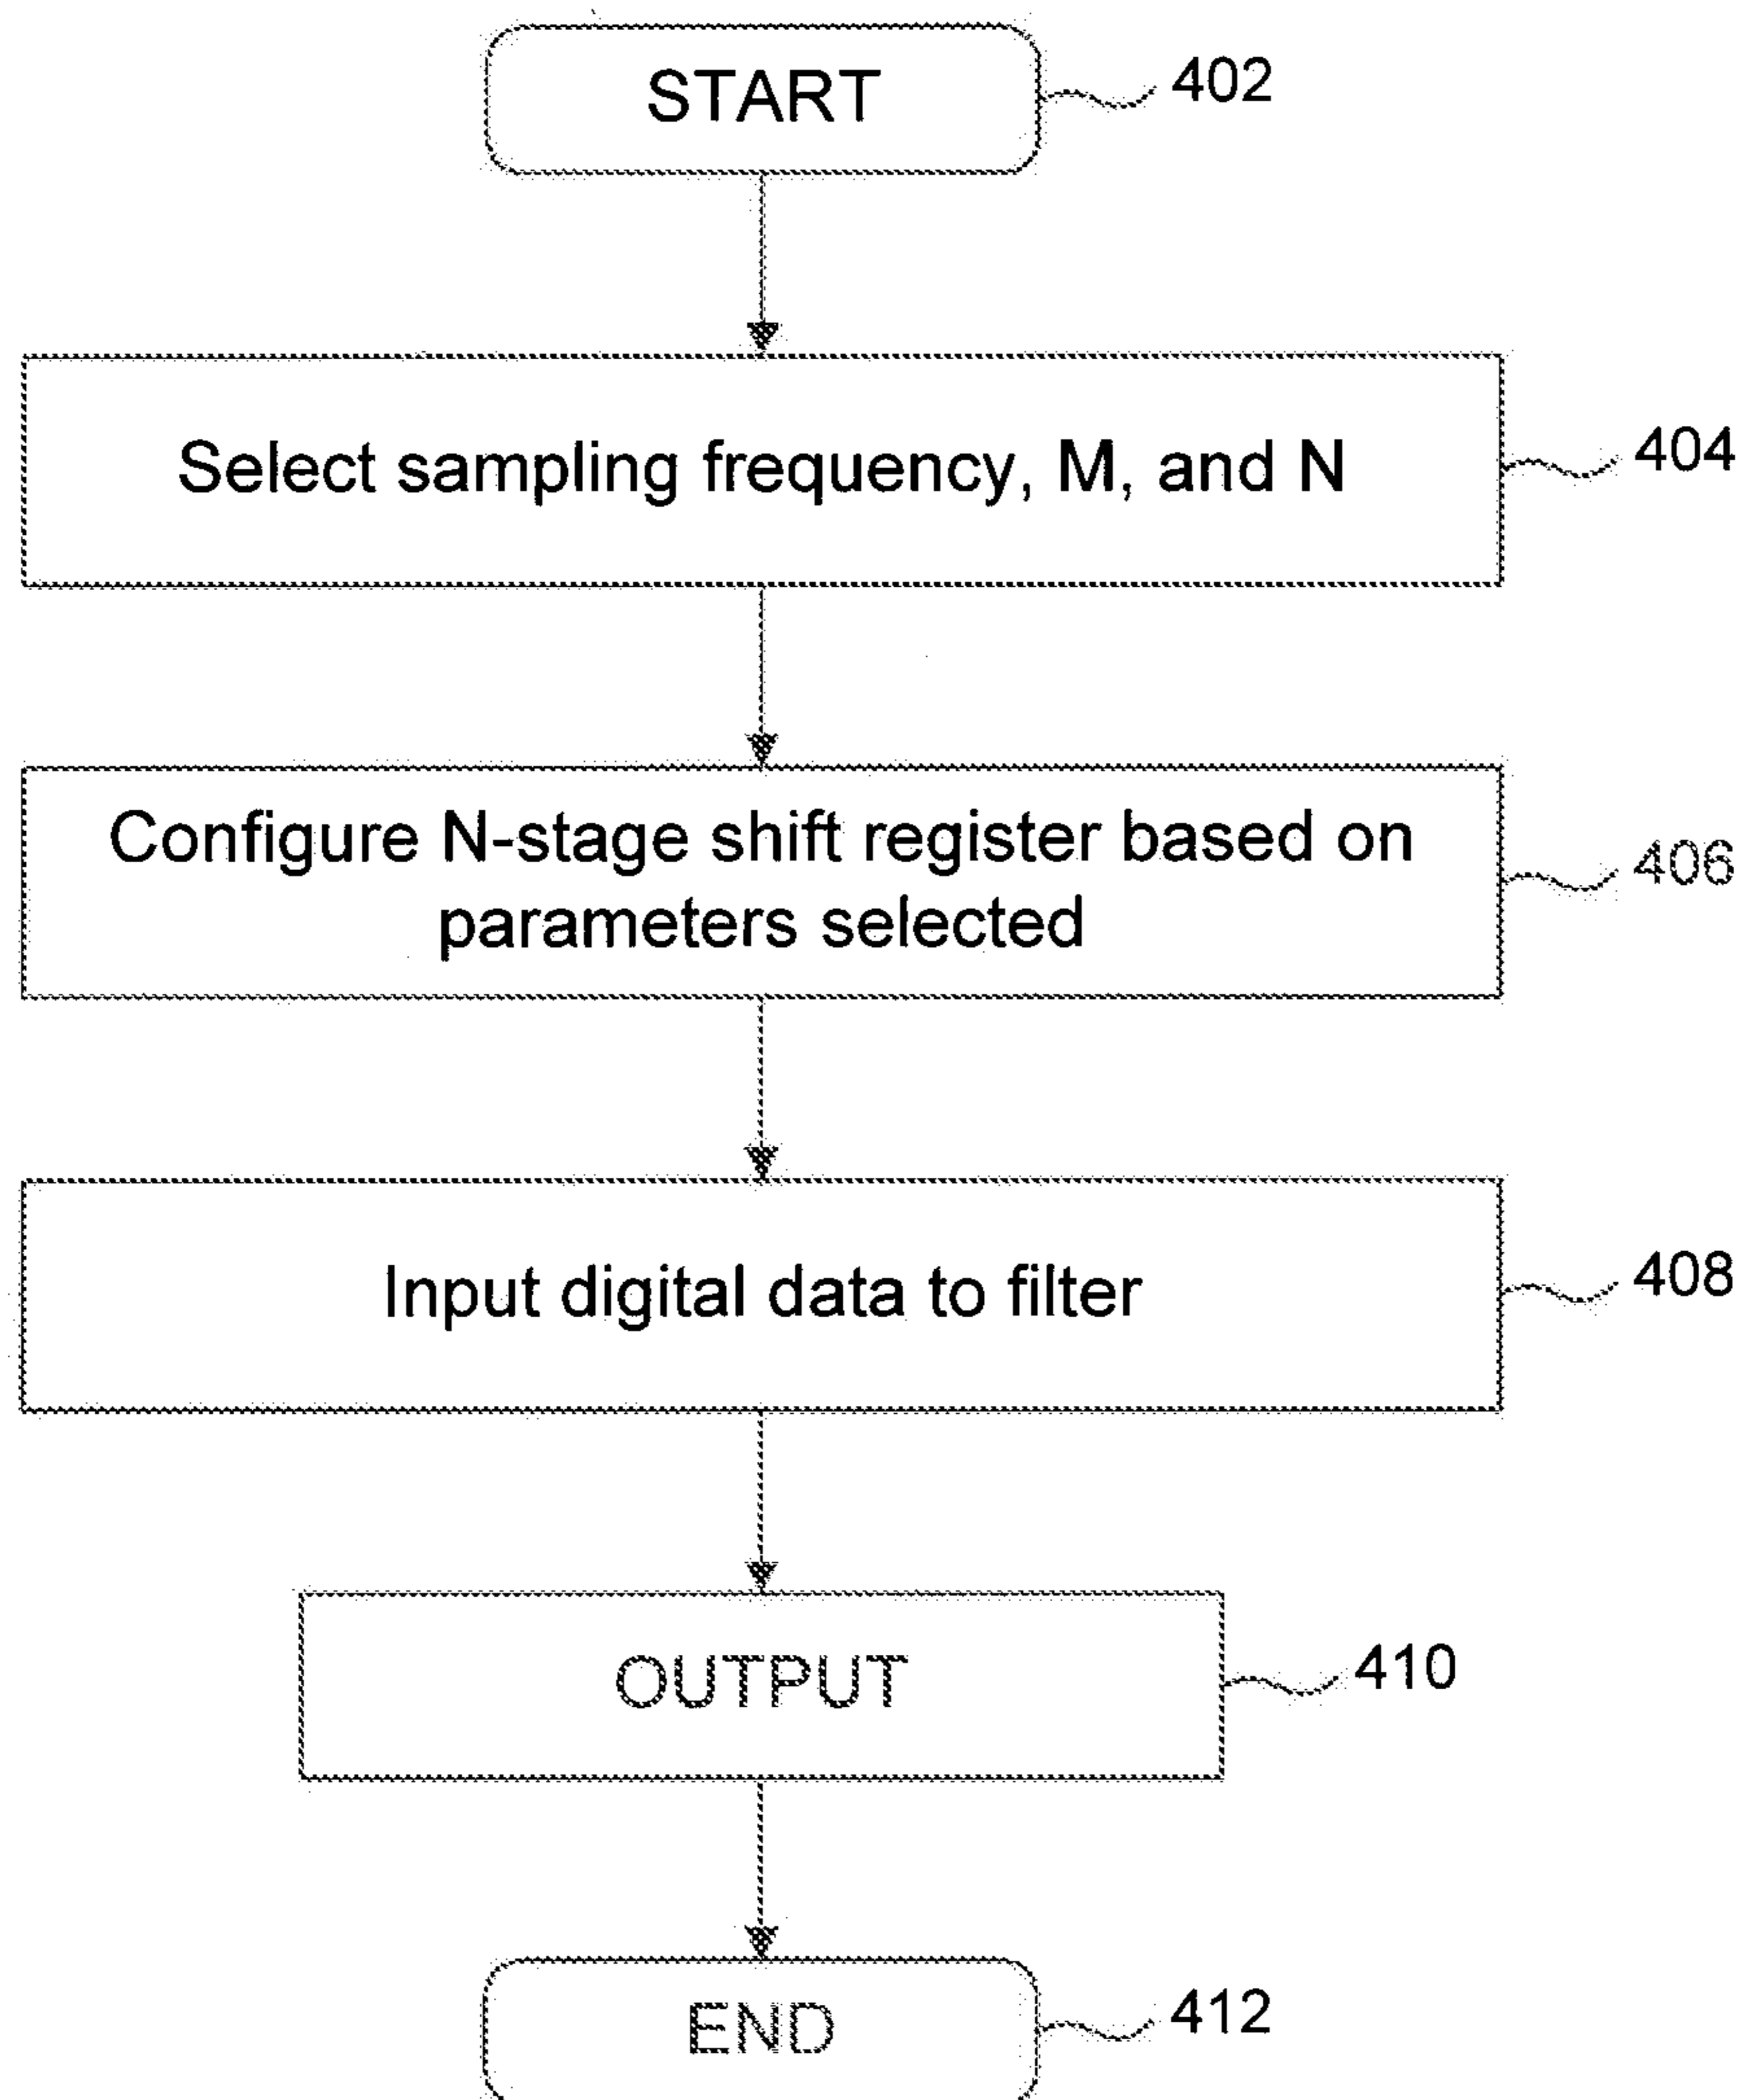 START
402
Select sampling frequency, M, and N
404
Configure N-stage shift register based on
parameters selected
406
Input digital data to filter
408
OUTPUT
410
END
412